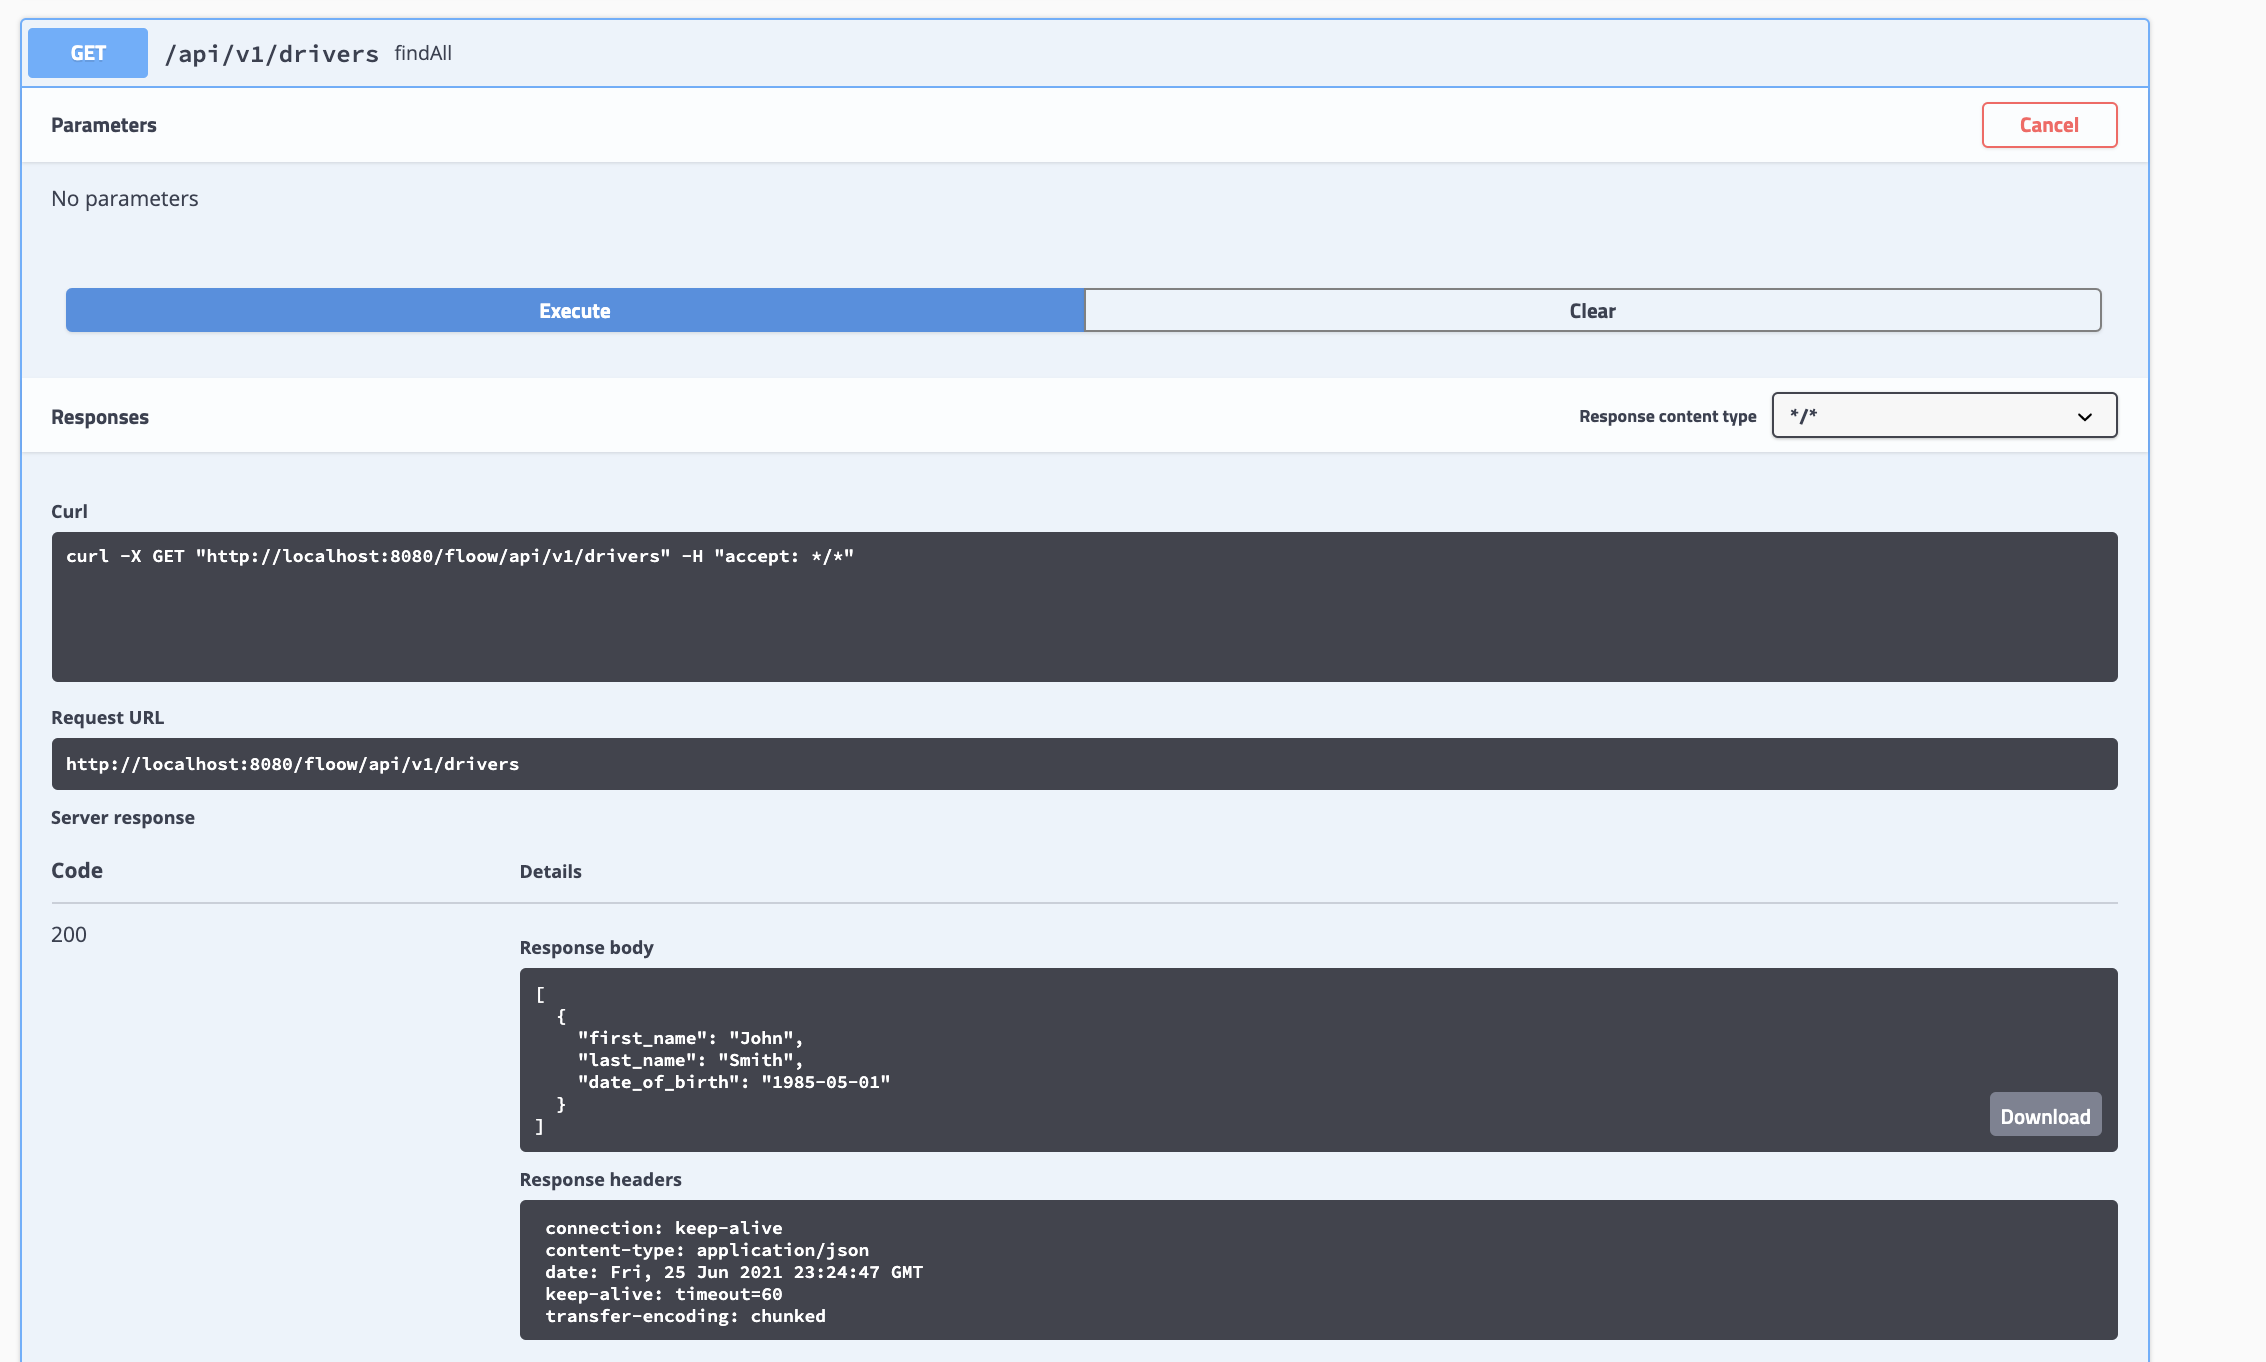 GET /api/v1/drivers findAll
Parameters
Cancel
No parameters
Execute
Clear
Responses
Response content type */*
Curl
curl -X GET "http://localhost:8080/floow/api/v1/drivers" -H "accept: */*"
Request URL
http://localhost:8080/floow/api/v1/drivers
Server response
Code
Details
200
Response body
[
  {
    "first_name": "John",
    "last_name": "Smith",
    "date_of_birth": "1985-05-01"
  }
]
Download
Response headers
connection: keep-alive
content-type: application/json
date: Fri, 25 Jun 2021 23:24:47 GMT
keep-alive: timeout=60
transfer-encoding: chunked